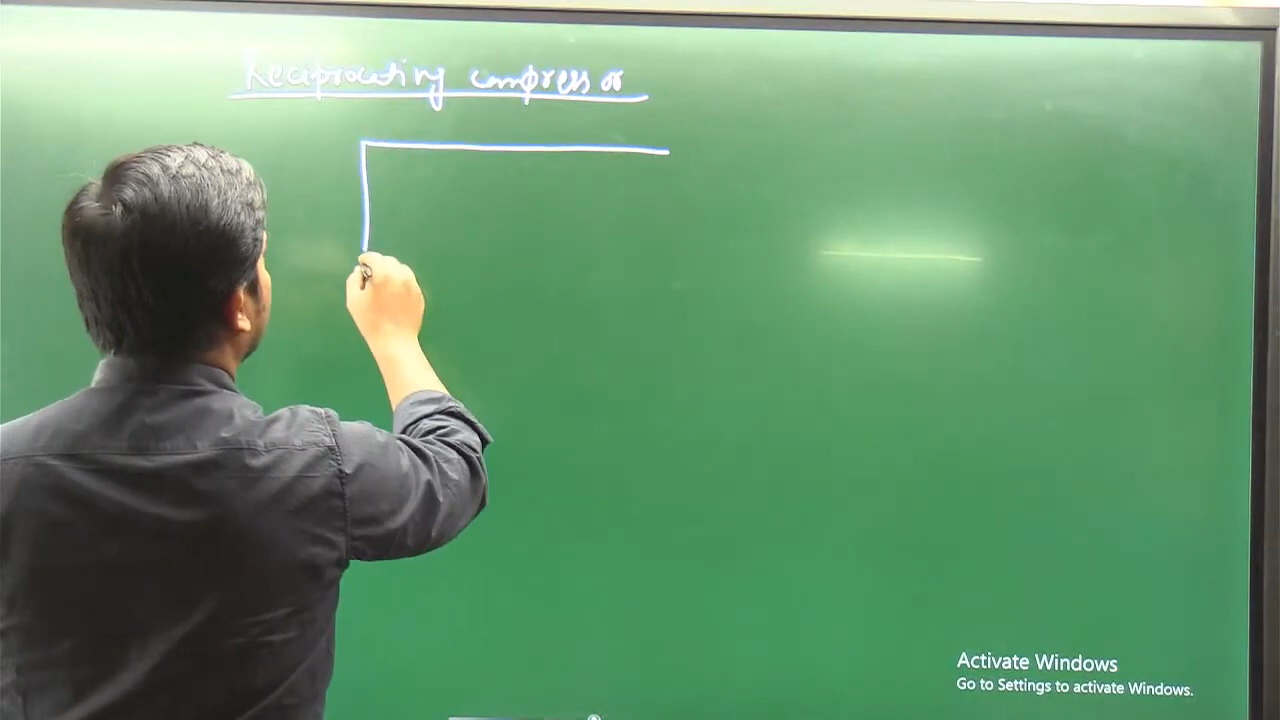 Reciprocating compressor
Activate Windows
Go to Settings to activate Windows.